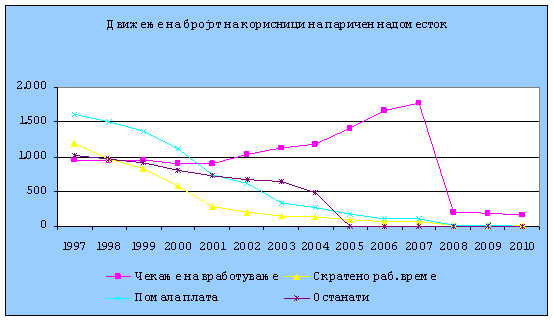 Движење на бројот на корисници на паричен надоместок
2.000
1.500
1.000
500
0
1997 1998 1999 2000 2001 2002 2003 2004 2005 2006 2007 2008 2009 2010
Чекање на вработување Скратено раб.време
Помала плата Останати